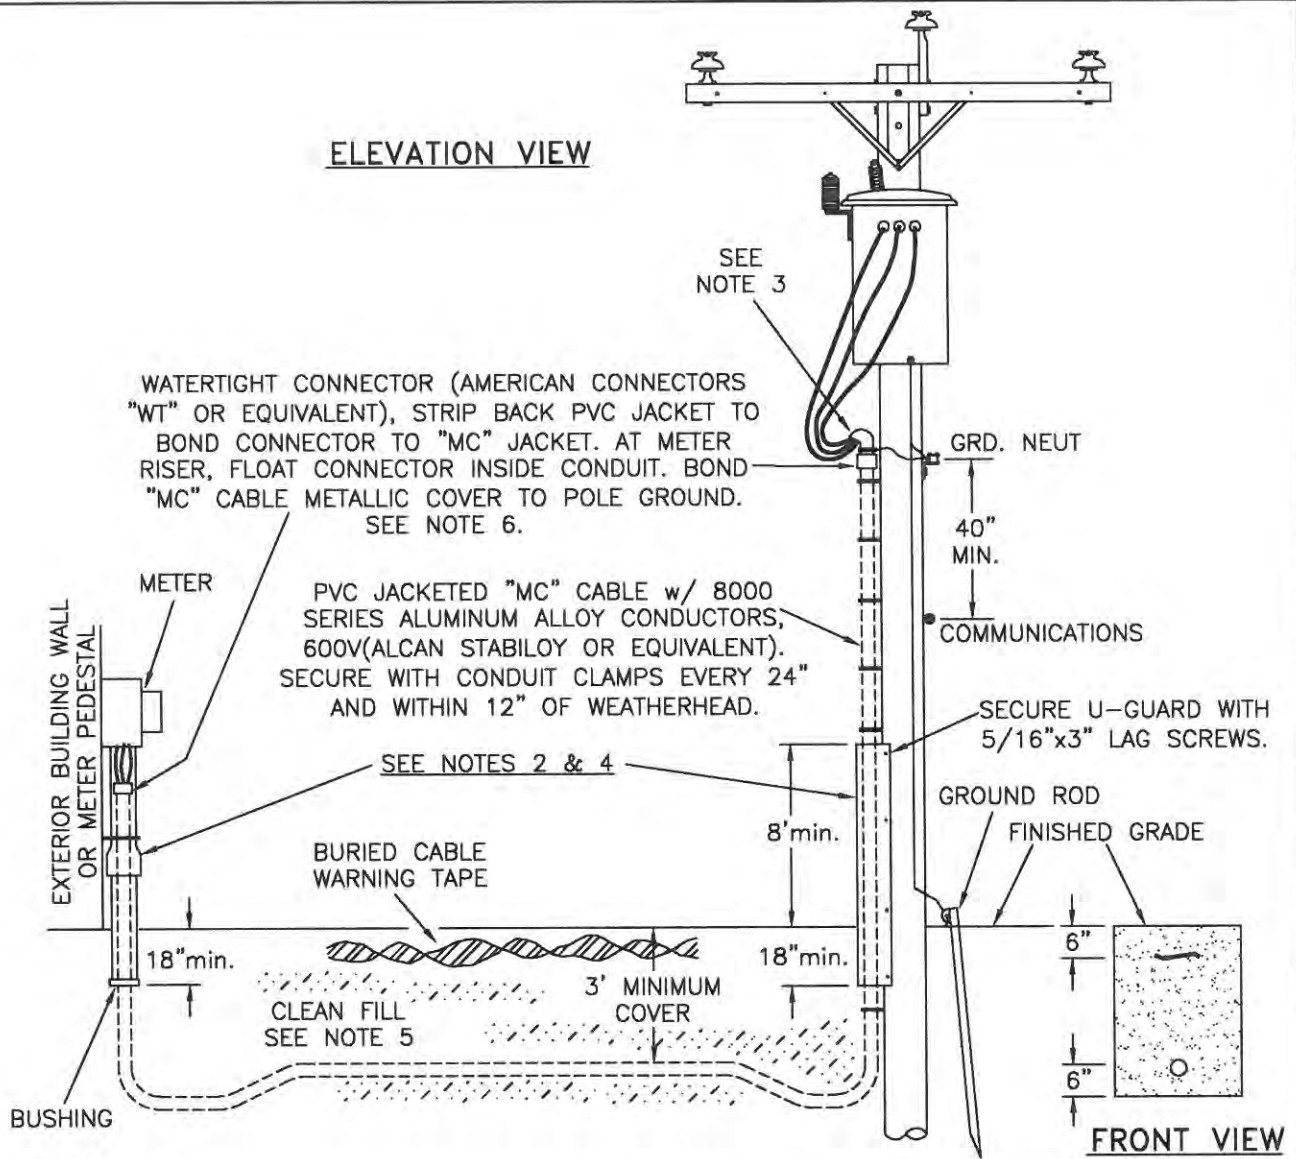 ELEVATION VIEW
SEE
NOTE 3
WATERTIGHT CONNECTOR (AMERICAN CONNECTORS
"WT" OR EQUIVALENT), STRIP BACK PVC JACKET TO
BOND CONNECTOR TO "MC" JACKET. AT METER
RISER, FLOAT CONNECTOR INSIDE CONDUIT. BOND
"MC" CABLE METALLIC COVER TO POLE GROUND.
SEE NOTE 6.
GRD. NEUT
40"
MIN.
METER
PVC JACKETED "MC" CABLE w/ 8000
SERIES ALUMINUM ALLOY CONDUCTORS,
600V(ALCAN STABILOY OR EQUIVALENT).
SECURE WITH CONDUIT CLAMPS EVERY 24"
AND WITHIN 12" OF WEATHERHEAD.
COMMUNICATIONS
EXTERIOR BUILDING WALL
OR METER PEDESTAL
SECURE U-GUARD WITH
5/16"x3" LAG SCREWS.
SEE NOTES 2 & 4
GROUND ROD
8'min.
FINISHED GRADE
BURIED CABLE
WARNING TAPE
18"min.
18"min.
6"
3' MINIMUM
COVER
CLEAN FILL
SEE NOTE 5
6"
BUSHING
FRONT VIEW